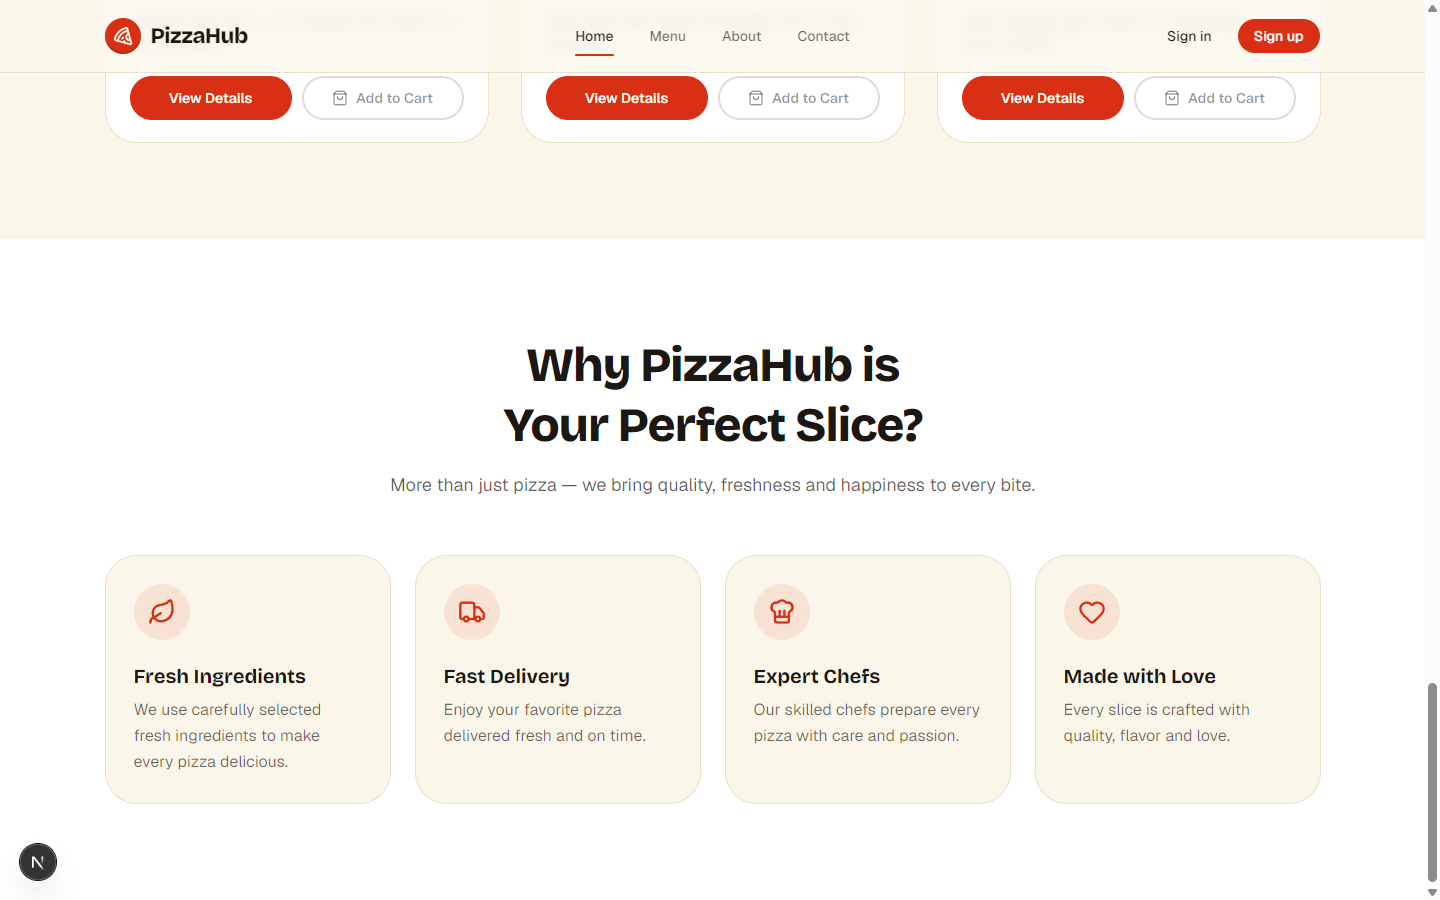 PizzaHub
Home Menu About Contact
Sign in Sign up
View Details Add to Cart
View Details Add to Cart
View Details Add to Cart
Why PizzaHub is
Your Perfect Slice?
More than just pizza — we bring quality, freshness and happiness to every bite.
Fresh Ingredients
We use carefully selected
fresh ingredients to make
every pizza delicious.
Fast Delivery
Enjoy your favorite pizza
delivered fresh and on time.
Expert Chefs
Our skilled chefs prepare every
pizza with care and passion.
Made with Love
Every slice is crafted with
quality, flavor and love.
N